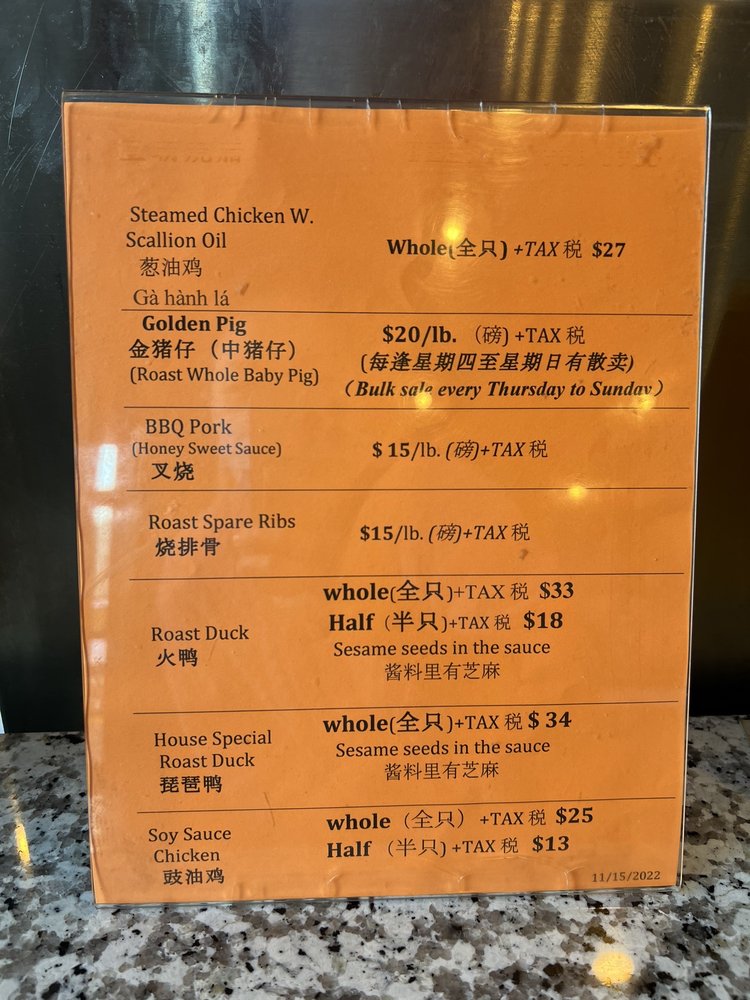 Steamed Chicken W.
Scallion Oil
葱油鸡
Gà hành lá
Whole(全只) +TAX 税 $27
Golden Pig
金猪仔（中猪仔）
(Roast Whole Baby Pig)
$20/lb. （磅) +TAX 税
(每逢星期四至星期日有散卖)
（Bulk sale every Thursday to Sunday）
BBQ Pork
(Honey Sweet Sauce)
叉烧
$ 15/lb. (磅)+TAX 税
Roast Spare Ribs
烧排骨
$15/lb. (磅)+TAX 税
Roast Duck
火鸭
whole(全只)+TAX 税 $33
Half（半只)+TAX 税 $18
Sesame seeds in the sauce
酱料里有芝麻
House Special
Roast Duck
琵琶鸭
whole(全只)+TAX 税 $ 34
Sesame seeds in the sauce
酱料里有芝麻
Soy Sauce
Chicken
豉油鸡
whole（全只） +TAX 税 $25
Half （半只) +TAX 税 $13
11/15/2022